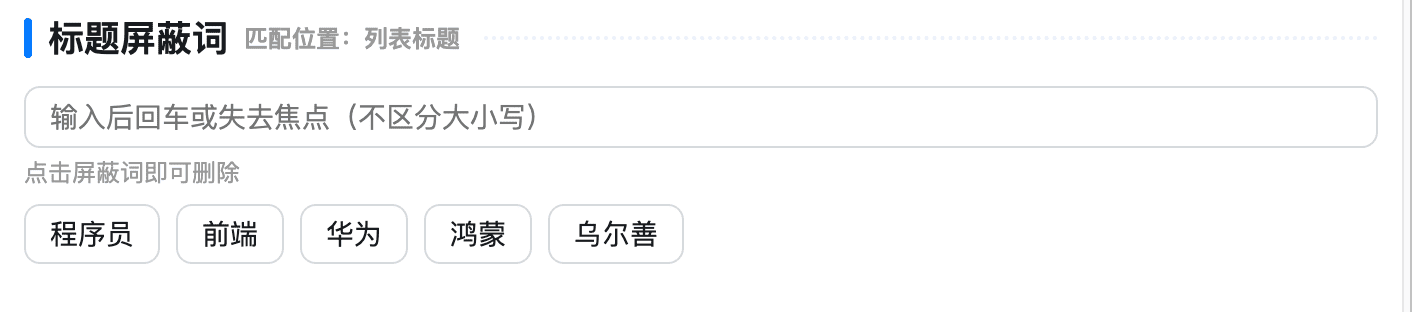 标题屏蔽词 匹配位置：列表标题
输入后回车或失去焦点（不区分大小写）
点击屏蔽词即可删除
程序员 前端 华为 鸿蒙 乌尔善